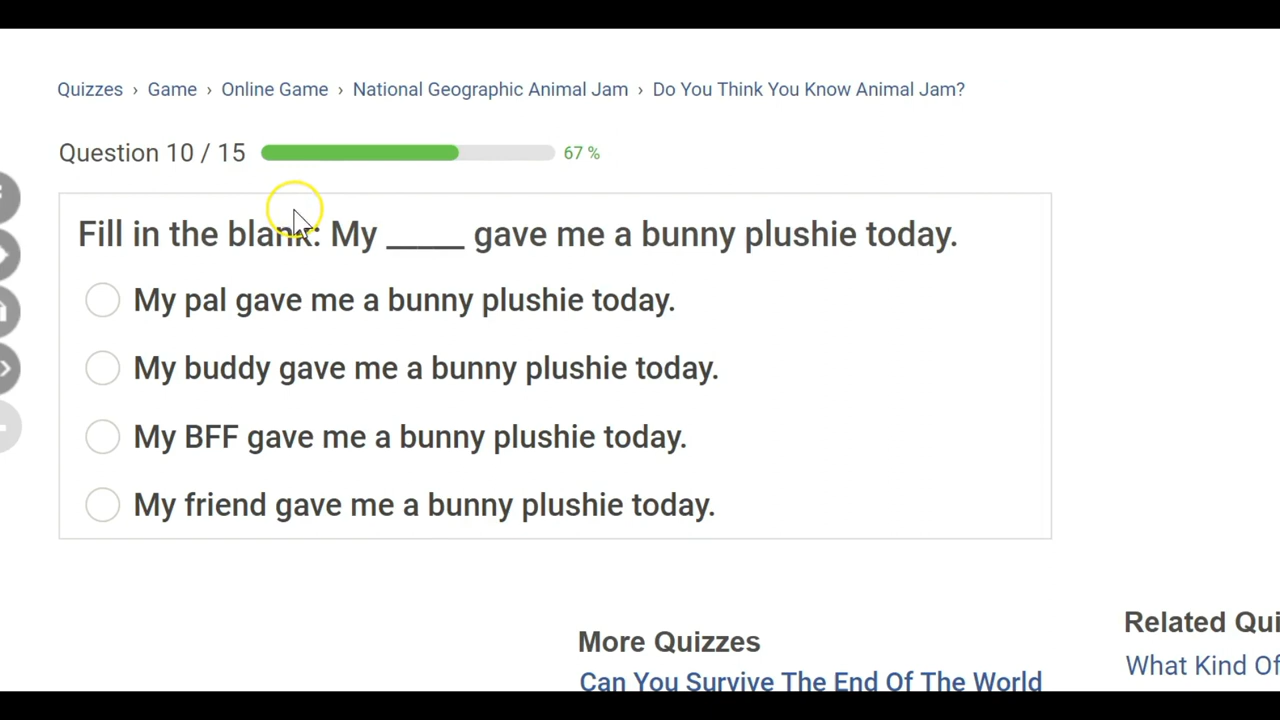 Quizzes › Game › Online Game › National Geographic Animal Jam › Do You Think You Know Animal Jam?
Question 10 / 15 67 %
Fill in the blank: My _____ gave me a bunny plushie today.
My pal gave me a bunny plushie today.
My buddy gave me a bunny plushie today.
My BFF gave me a bunny plushie today.
My friend gave me a bunny plushie today.
More Quizzes
Related Qui
Can You Survive The End Of The World
What Kind Of